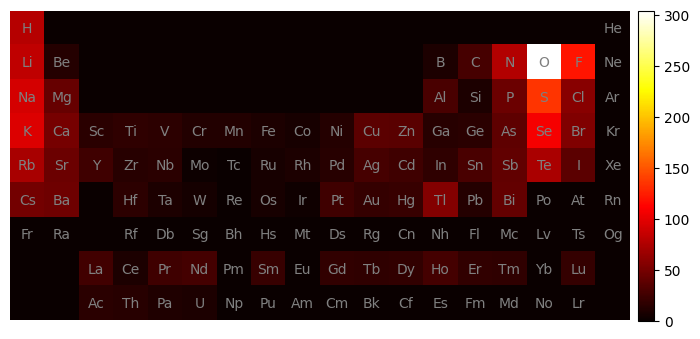 H He
Li Be B C N O F Ne
Na Mg Al Si P S Cl Ar
K Ca Sc Ti V Cr Mn Fe Co Ni Cu Zn Ga Ge As Se Br Kr
Rb Sr Y Zr Nb Mo Tc Ru Rh Pd Ag Cd In Sn Sb Te I Xe
Cs Ba Hf Ta W Re Os Ir Pt Au Hg Tl Pb Bi Po At Rn
Fr Ra Rf Db Sg Bh Hs Mt Ds Rg Cn Nh Fl Mc Lv Ts Og
La Ce Pr Nd Pm Sm Eu Gd Tb Dy Ho Er Tm Yb Lu
Ac Th Pa U Np Pu Am Cm Bk Cf Es Fm Md No Lr
300
250
200
150
100
50
0